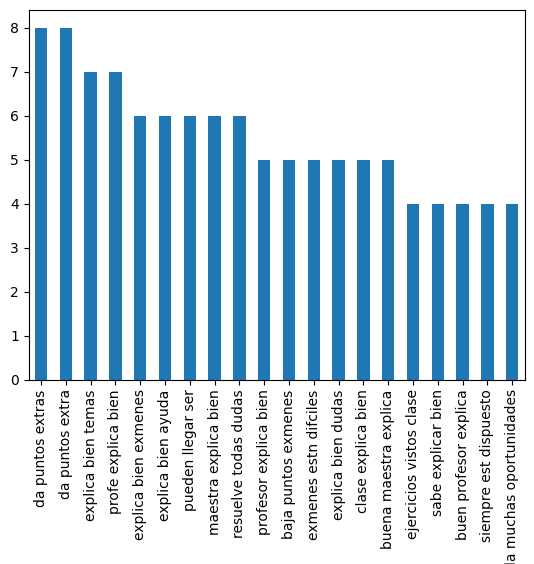 8
7
6
5
4
3
2
1
0
da puntos extras
da puntos extra
explica bien temas
profe explica bien
explica bien exmenes
explica bien ayuda
pueden llegar ser
maestra explica bien
resuelve todas dudas
profesor explica bien
baja puntos exmenes
exmenes estn difciles
explica bien dudas
clase explica bien
buena maestra explica
ejercicios vistos clase
sabe explicar bien
buen profesor explica
siempre est dispuesto
la muchas oportunidades